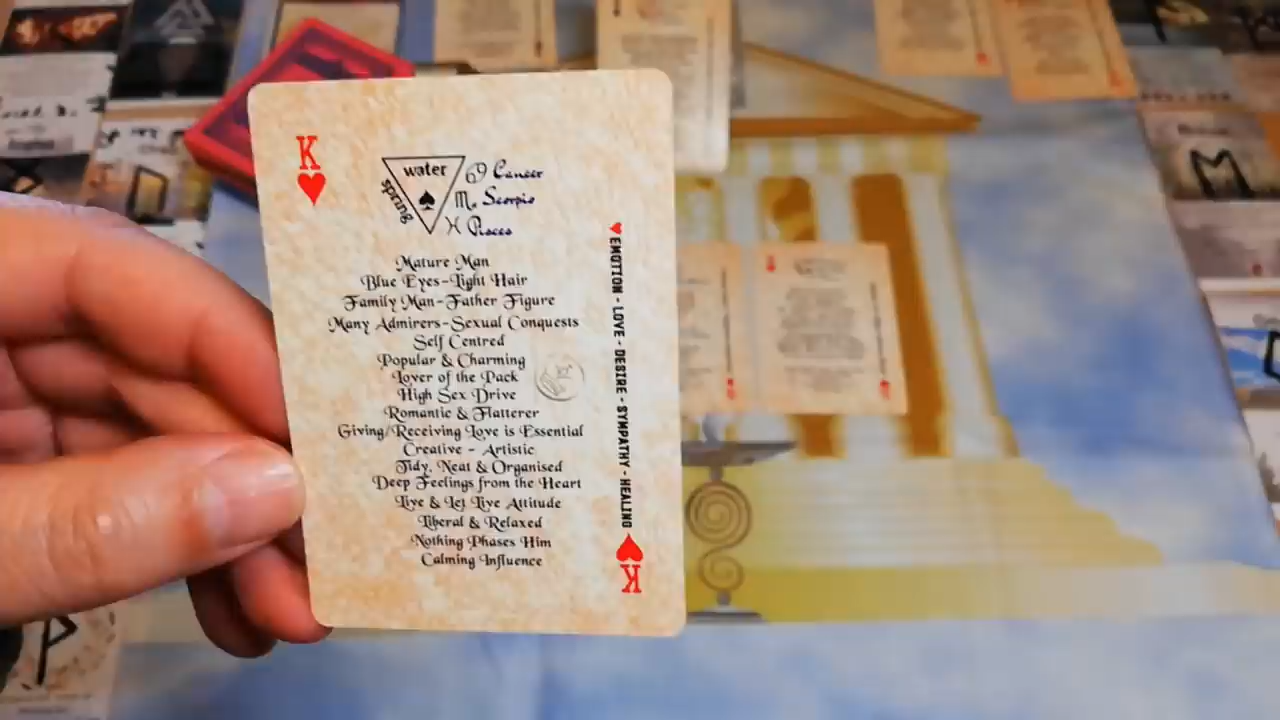 K
water
spring
Cancer
Scorpio
Pisces
Mature Man
Blue Eyes-Light Hair
Family Man-Father Figure
Many Admirers-Sexual Conquests
Self Centred
Popular & Charming
Lover of the Pack
High Sex Drive
Romantic & Flatterer
Giving/Receiving Love is Essential
Creative - Artistic
Tidy, Neat & Organised
Deep Feelings from the Heart
Live & Let Live Attitude
Liberal & Relaxed
Nothing Phases Him
Calming Influence
EMOTION - LOVE - DESIRE - SYMPATHY - HEALING
K